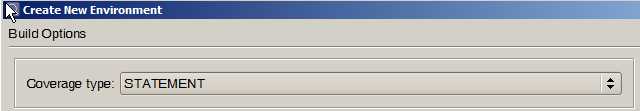 Create New Environment
Build Options
Coverage type: STATEMENT